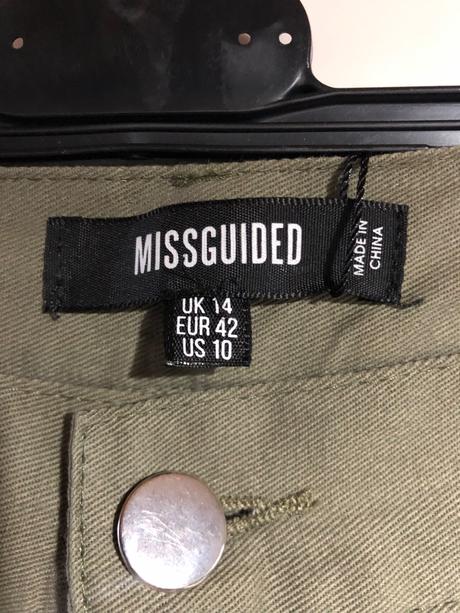 MISSGUIDED
MADE IN
CHINA
UK 14
EUR 42
US 10